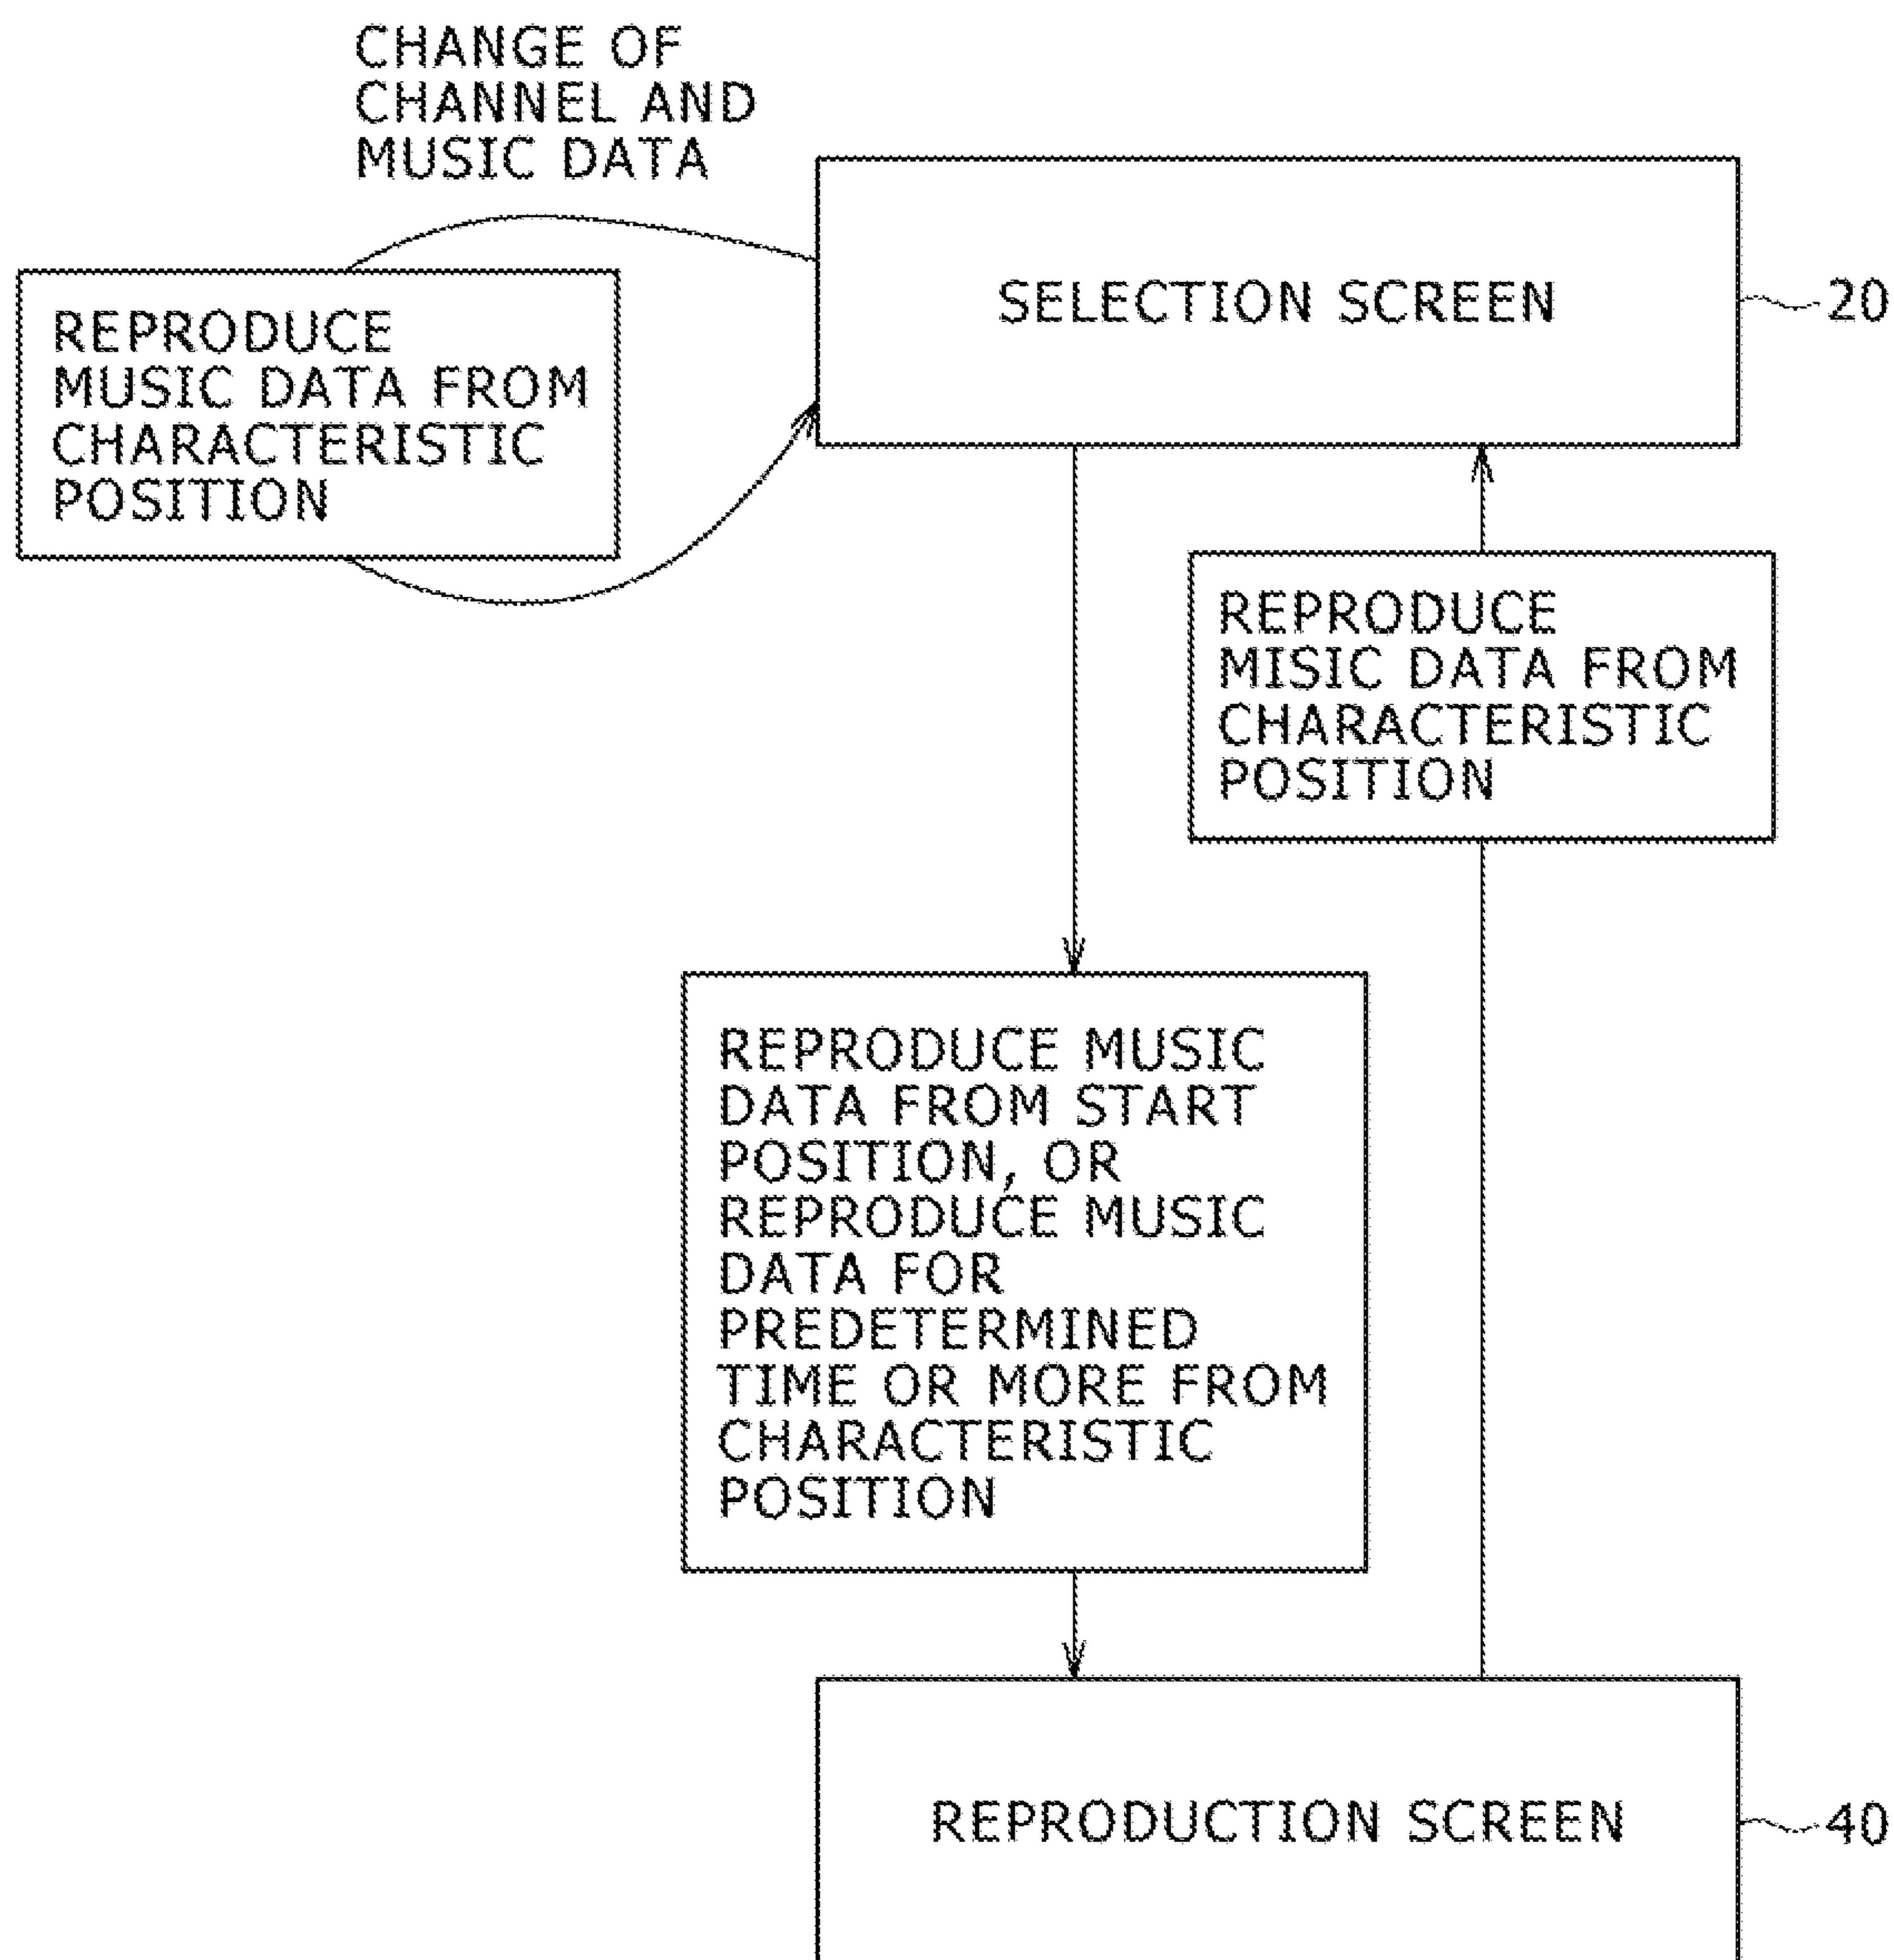 CHANGE OF
CHANNEL AND
MUSIC DATA
SELECTION SCREEN
20
REPRODUCE
MUSIC DATA FROM
CHARACTERISTIC
POSITION
REPRODUCE
MISIC DATA FROM
CHARACTERISTIC
POSITION
REPRODUCE MUSIC
DATA FROM START
POSITION, OR
REPRODUCE MUSIC
DATA FOR
PREDETERMINED
TIME OR MORE FROM
CHARACTERISTIC
POSITION
REPRODUCTION SCREEN
40